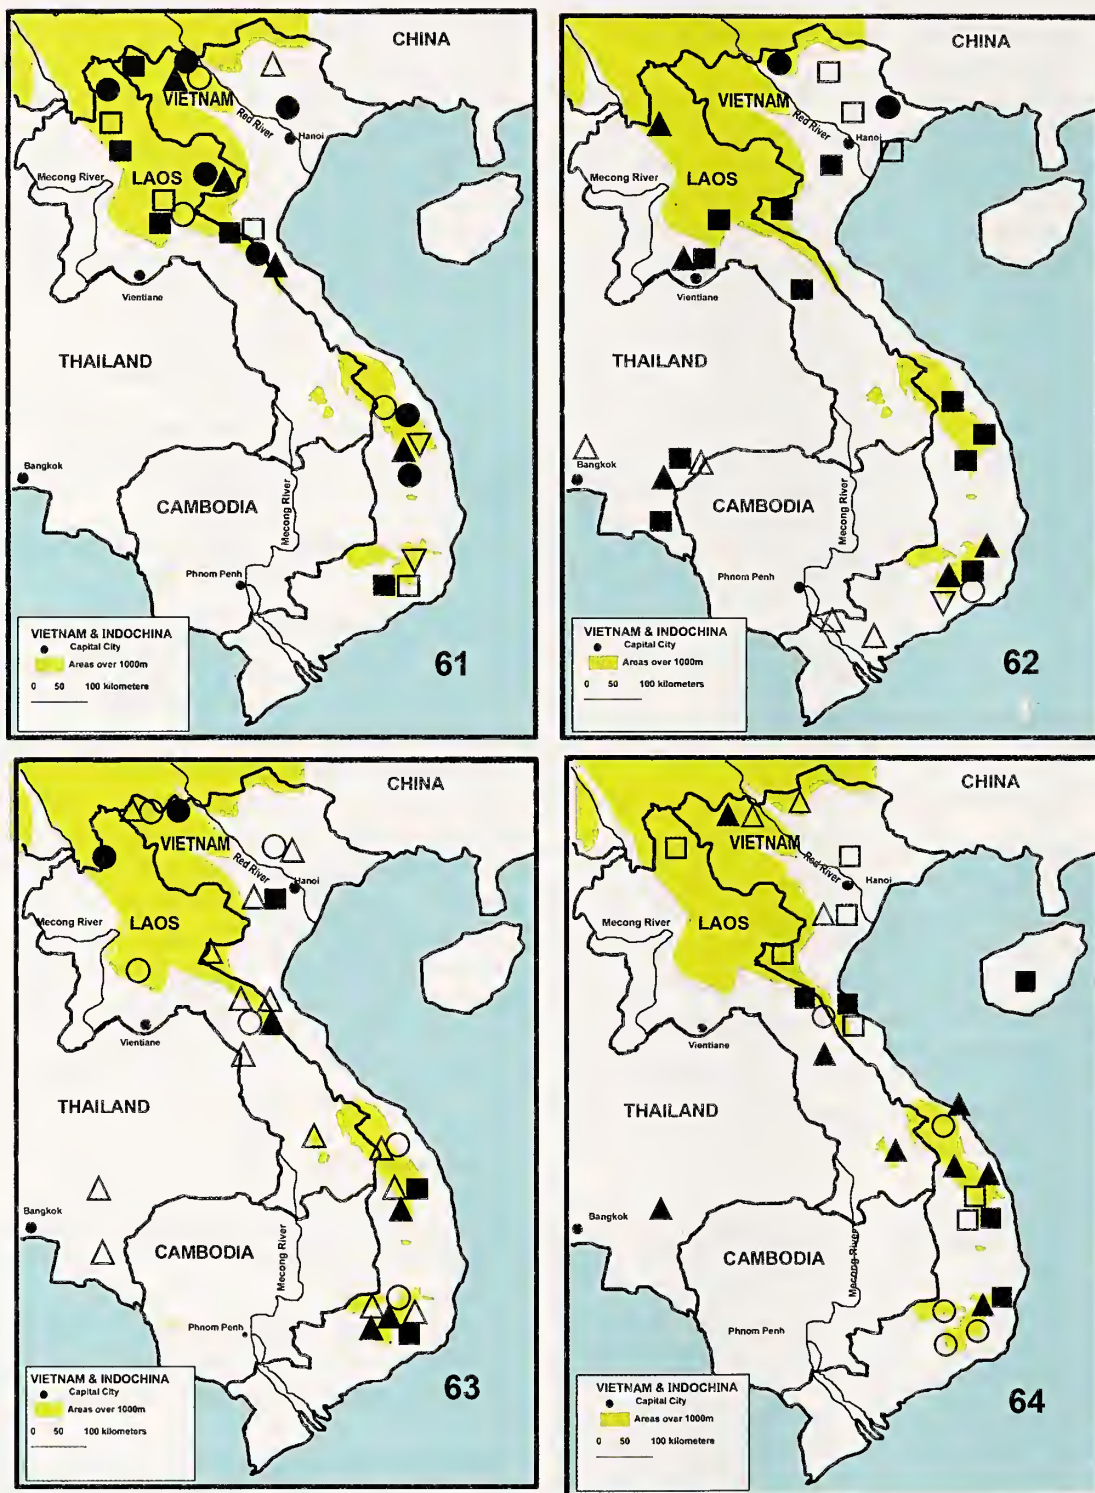 CHINA
VIETNAM
Red River
Hanoi
Mecong River
LAOS
Vientiane
THAILAND
Bangkok
CAMBODIA
Mecong River
Phnom Penh
VIETNAM & INDOCHINA
Capital City
Areas over 1000m
0 50 100 kilometere
61
CHINA
VIETNAM
Red River
Hanoi
Mecong River
LAOS
Vientiane
THAILAND
Bangkok
CAMBODIA
Mecong River
Phnom Penh
VIETNAM & INDOCHINA
Capital City
Areas over 1000m
0 50 100 kilometers
62
CHINA
VIETNAM
Red River
Hanoi
Mecong River
LAOS
Vientiane
THAILAND
Bangkok
CAMBODIA
Mecong River
Phnom Penh
VIETNAM & INDOCHINA
Capital City
Areas over 1000m
0 50 100 kilometers
63
CHINA
VIETNAM
Red River
Hanoi
Mecong River
LAOS
Vientiane
THAILAND
Bangkok
CAMBODIA
Mecong River
Phnom Penh
VIETNAM & INDOCHINA
Capital City
Areas over 1000m
0 50 100 kilometere
64